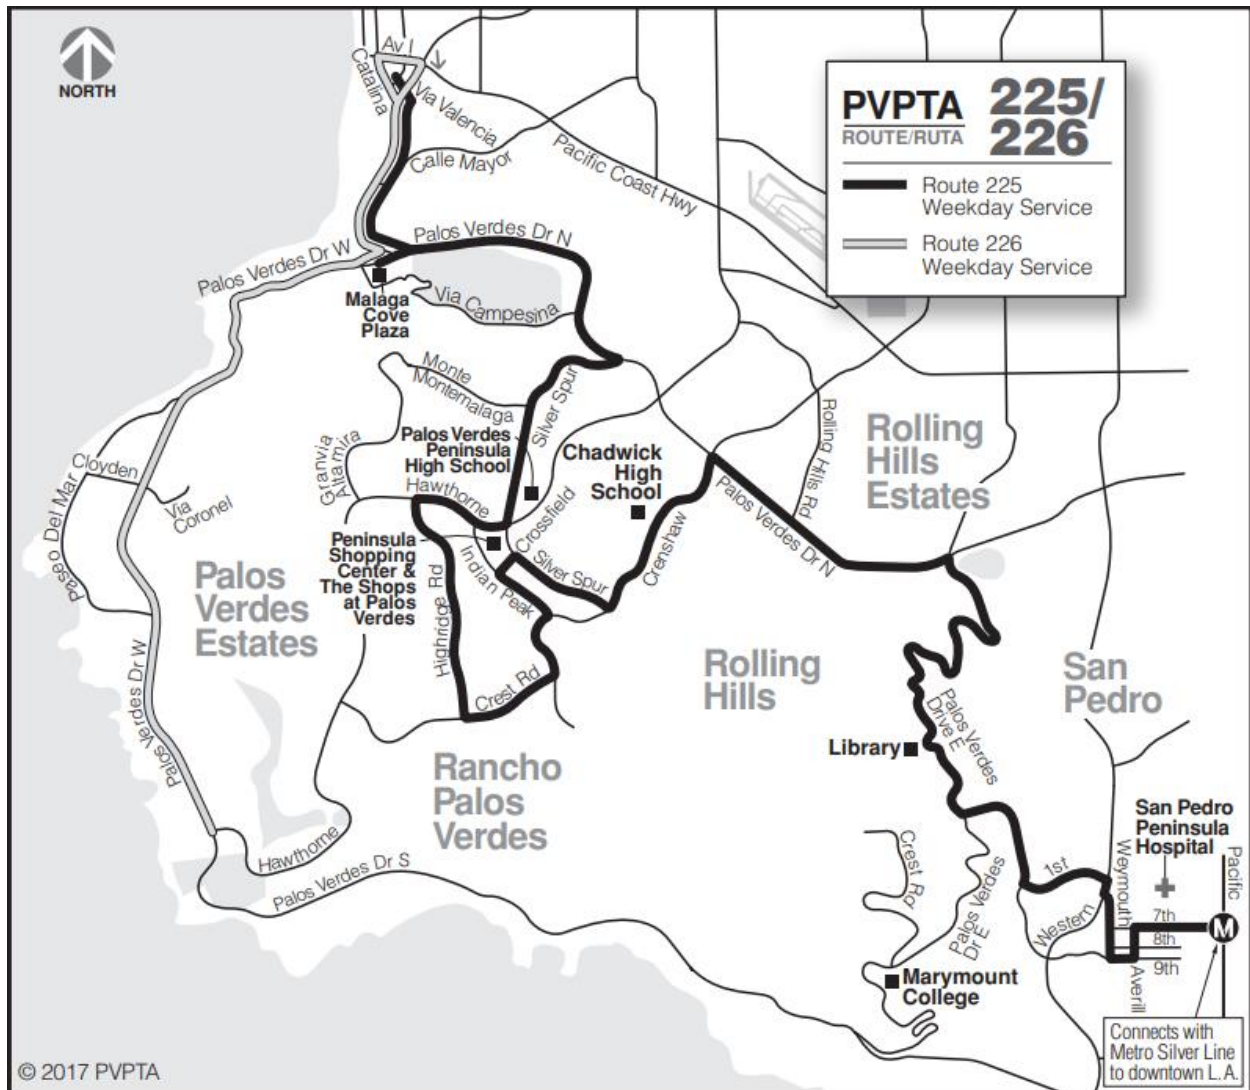 NORTH
Av I
Catalina
Via Valencia
Calle Mayor
Pacific Coast Hwy
PVPTA
ROUTE/RUTA
225/
226
Route 225
Weekday Service
Route 226
Weekday Service
Palos Verdes Dr W
Palos Verdes Dr N
Malaga
Cove
Plaza
Via Campesina
Monte
Montemalaga
Silver Spur
Rolling Hills Rd
Rolling
Hills
Estates
Palos Verdes
Peninsula
High School
Chadwick
High
School
Granvia
Altamira
Hawthorne
Crossfield
Cloyden
Via
Coronel
Paseo Del Mar
Palos Verdes Dr N
Crenshaw
Peninsula
Shopping
Center &
The Shops
at Palos
Verdes
Indian Peak
Silver Spur
Highridge Rd
Palos
Verdes
Estates
Crest Rd
Rolling
Hills
San
Pedro
Palos Verdes
Drive E
Palos Verdes Dr W
Library
Rancho
Palos
Verdes
San Pedro
Peninsula
Hospital
Hawthorne
Palos Verdes Dr S
Crest Rd
Palos Verdes
Dr E
1st
Western
Weymouth
Pacific
7th
8th
9th
M
Averill
Marymount
College
Connects with
Metro Silver Line
to downtown L.A.
© 2017 PVPTA